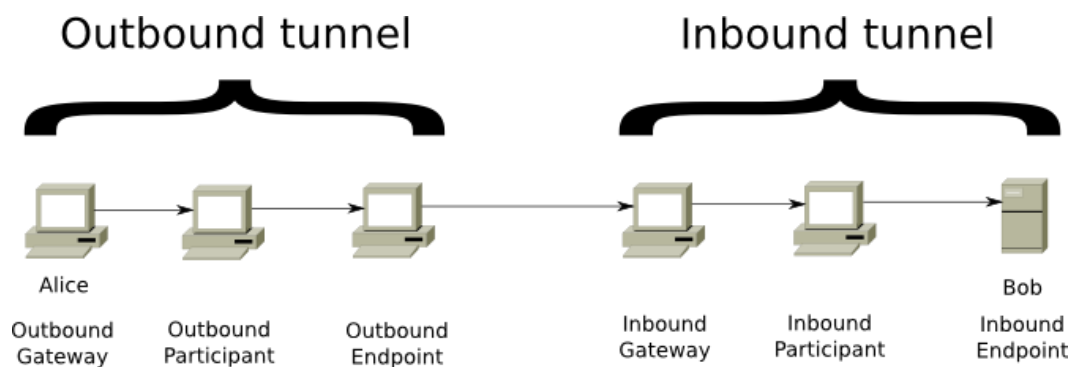 Outbound tunnel
Inbound tunnel
Alice
Bob
Outbound
Gateway
Outbound
Participant
Outbound
Endpoint
Inbound
Gateway
Inbound
Participant
Inbound
Endpoint